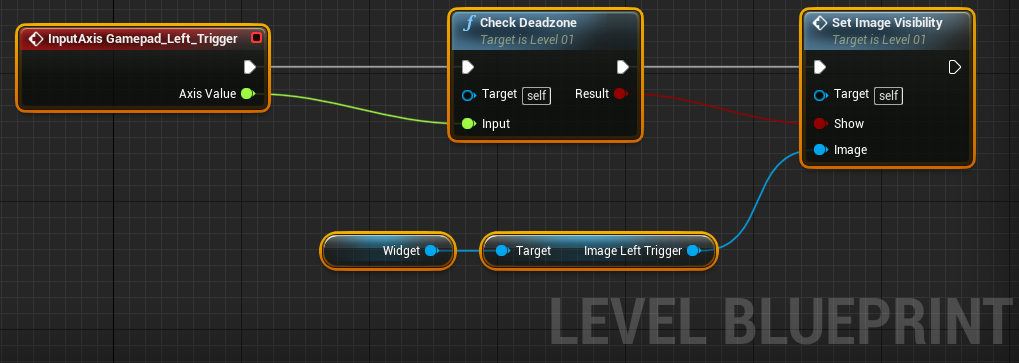 InputAxis Gamepad_Left_Trigger
Axis Value
f Check Deadzone
Target is Level 01
Target self
Result
Input
Set Image Visibility
Target is Level 01
Target self
Show
Image
Widget
Target
Image Left Trigger
LEVEL BLUEPRINT